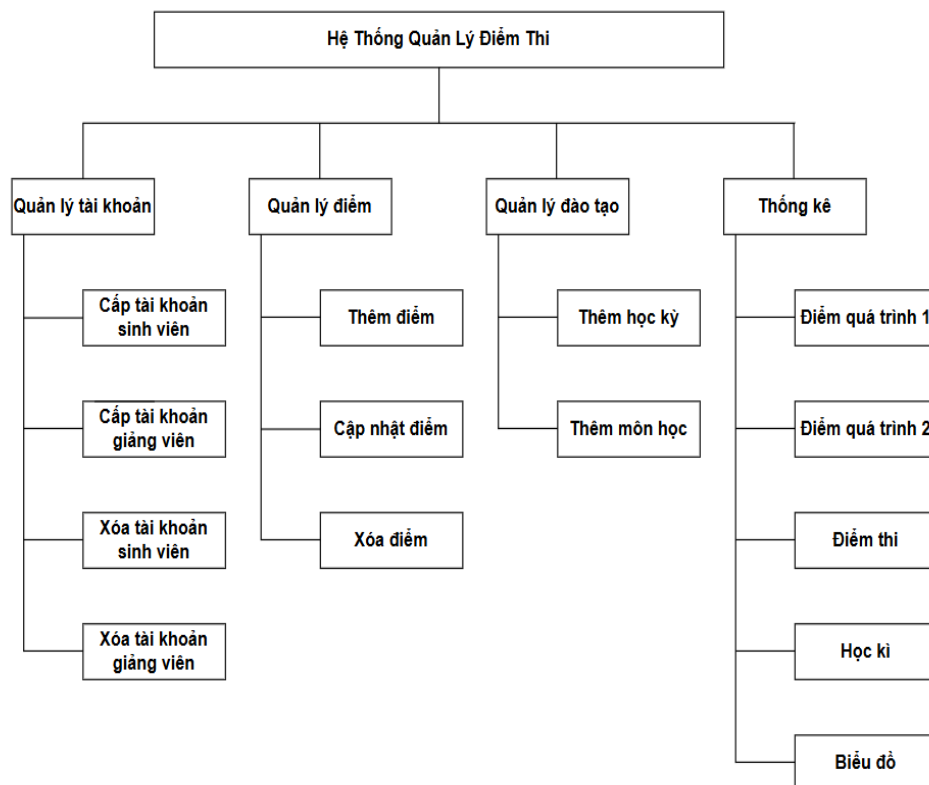 Hệ Thống Quản Lý Điểm Thi
Quản lý tài khoản
Quản lý điểm
Quản lý đào tạo
Thống kê
Cấp tài khoản
sinh viên
Thêm điểm
Thêm học kỳ
Điểm quá trình 1
Cấp tài khoản
giảng viên
Cập nhật điểm
Thêm môn học
Điểm quá trình 2
Xóa tài khoản
sinh viên
Xóa điểm
Điểm thi
Xóa tài khoản
giảng viên
Học kì
Biểu đồ